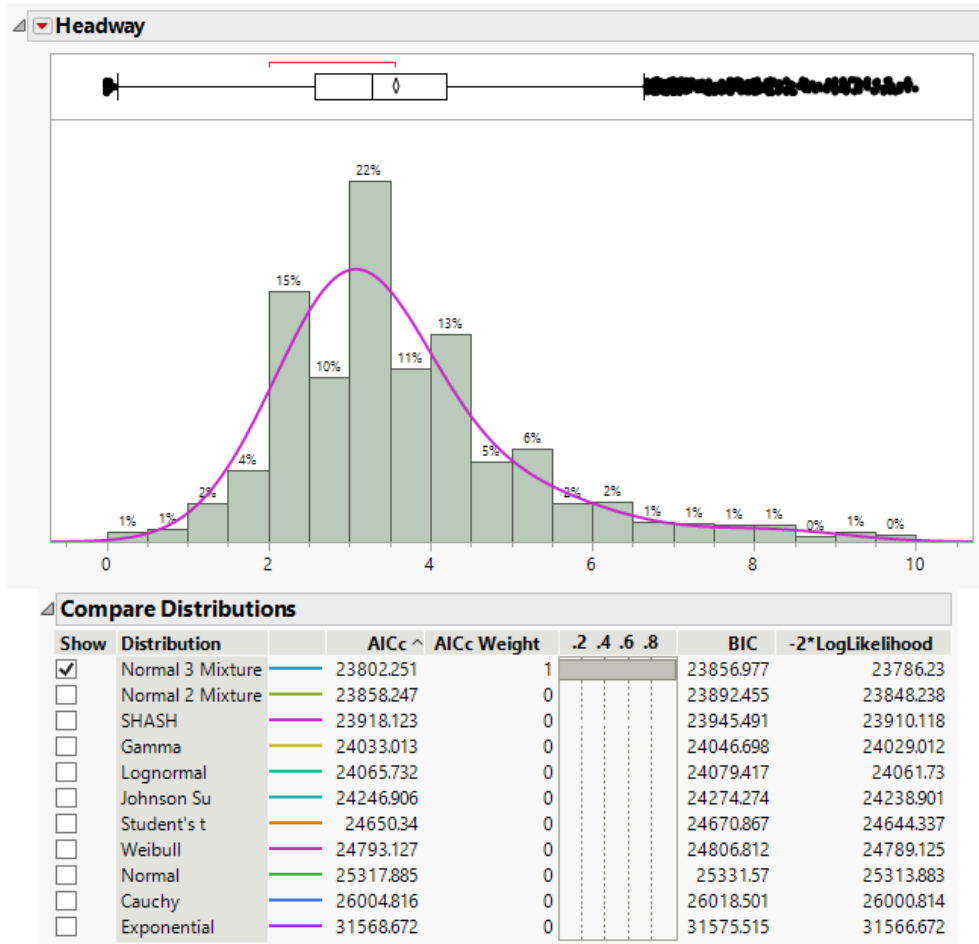 Headway
22%
15%
13%
10%
11%
4%
5%
6%
2%
2%
2%
1%
1%
1%
1%
1%
1%
0%
1%
0%
0 2 4 6 8 10
Compare Distributions
Show Distribution AICc ^ AICc Weight .2 .4 .6 .8 BIC -2*LogLikelihood
Normal 3 Mixture 23802.251 1 23856.977 23786.23
Normal 2 Mixture 23858.247 0 23892.455 23848.238
SHASH 23918.123 0 23945.491 23910.118
Gamma 24033.013 0 24046.698 24029.012
Lognormal 24065.732 0 24079.417 24061.73
Johnson Su 24246.906 0 24274.274 24238.901
Student's t 24650.34 0 24670.867 24644.337
Weibull 24793.127 0 24806.812 24789.125
Normal 25317.885 0 25331.57 25313.883
Cauchy 26004.816 0 26018.501 26000.814
Exponential 31568.672 0 31575.515 31566.672